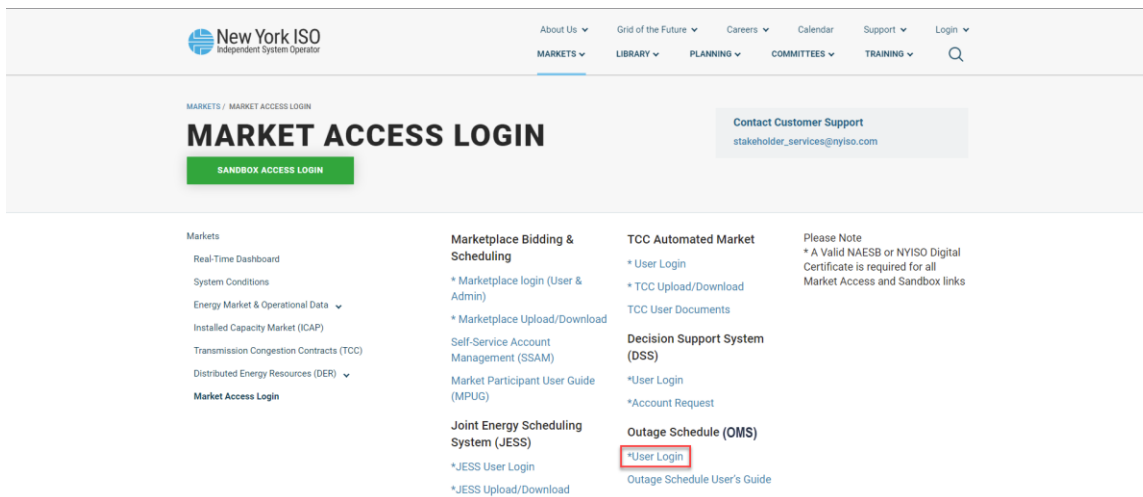 New York ISO
Independent System Operator
About Us
Grid of the Future
Careers
Calendar
Support
Login
MARKETS
LIBRARY
PLANNING
COMMITTEES
TRAINING
MARKETS / MARKET ACCESS LOGIN
MARKET ACCESS LOGIN
SANDBOX ACCESS LOGIN
Contact Customer Support
stakeholder_services@nyiso.com
Markets
Real-Time Dashboard
System Conditions
Energy Market & Operational Data
Installed Capacity Market (ICAP)
Transmission Congestion Contracts (TCC)
Distributed Energy Resources (DER)
Market Access Login
Marketplace Bidding &
Scheduling
* Marketplace login (User &
Admin)
* Marketplace Upload/Download
Self-Service Account
Management (SSAM)
Market Participant User Guide
(MPUG)
Joint Energy Scheduling
System (JESS)
*JESS User Login
*JESS Upload/Download
TCC Automated Market
* User Login
* TCC Upload/Download
TCC User Documents
Decision Support System
(DSS)
*User Login
*Account Request
Outage Schedule (OMS)
*User Login
Outage Schedule User's Guide
Please Note
* A Valid NAESB or NYISO Digital
Certificate is required for all
Market Access and Sandbox links